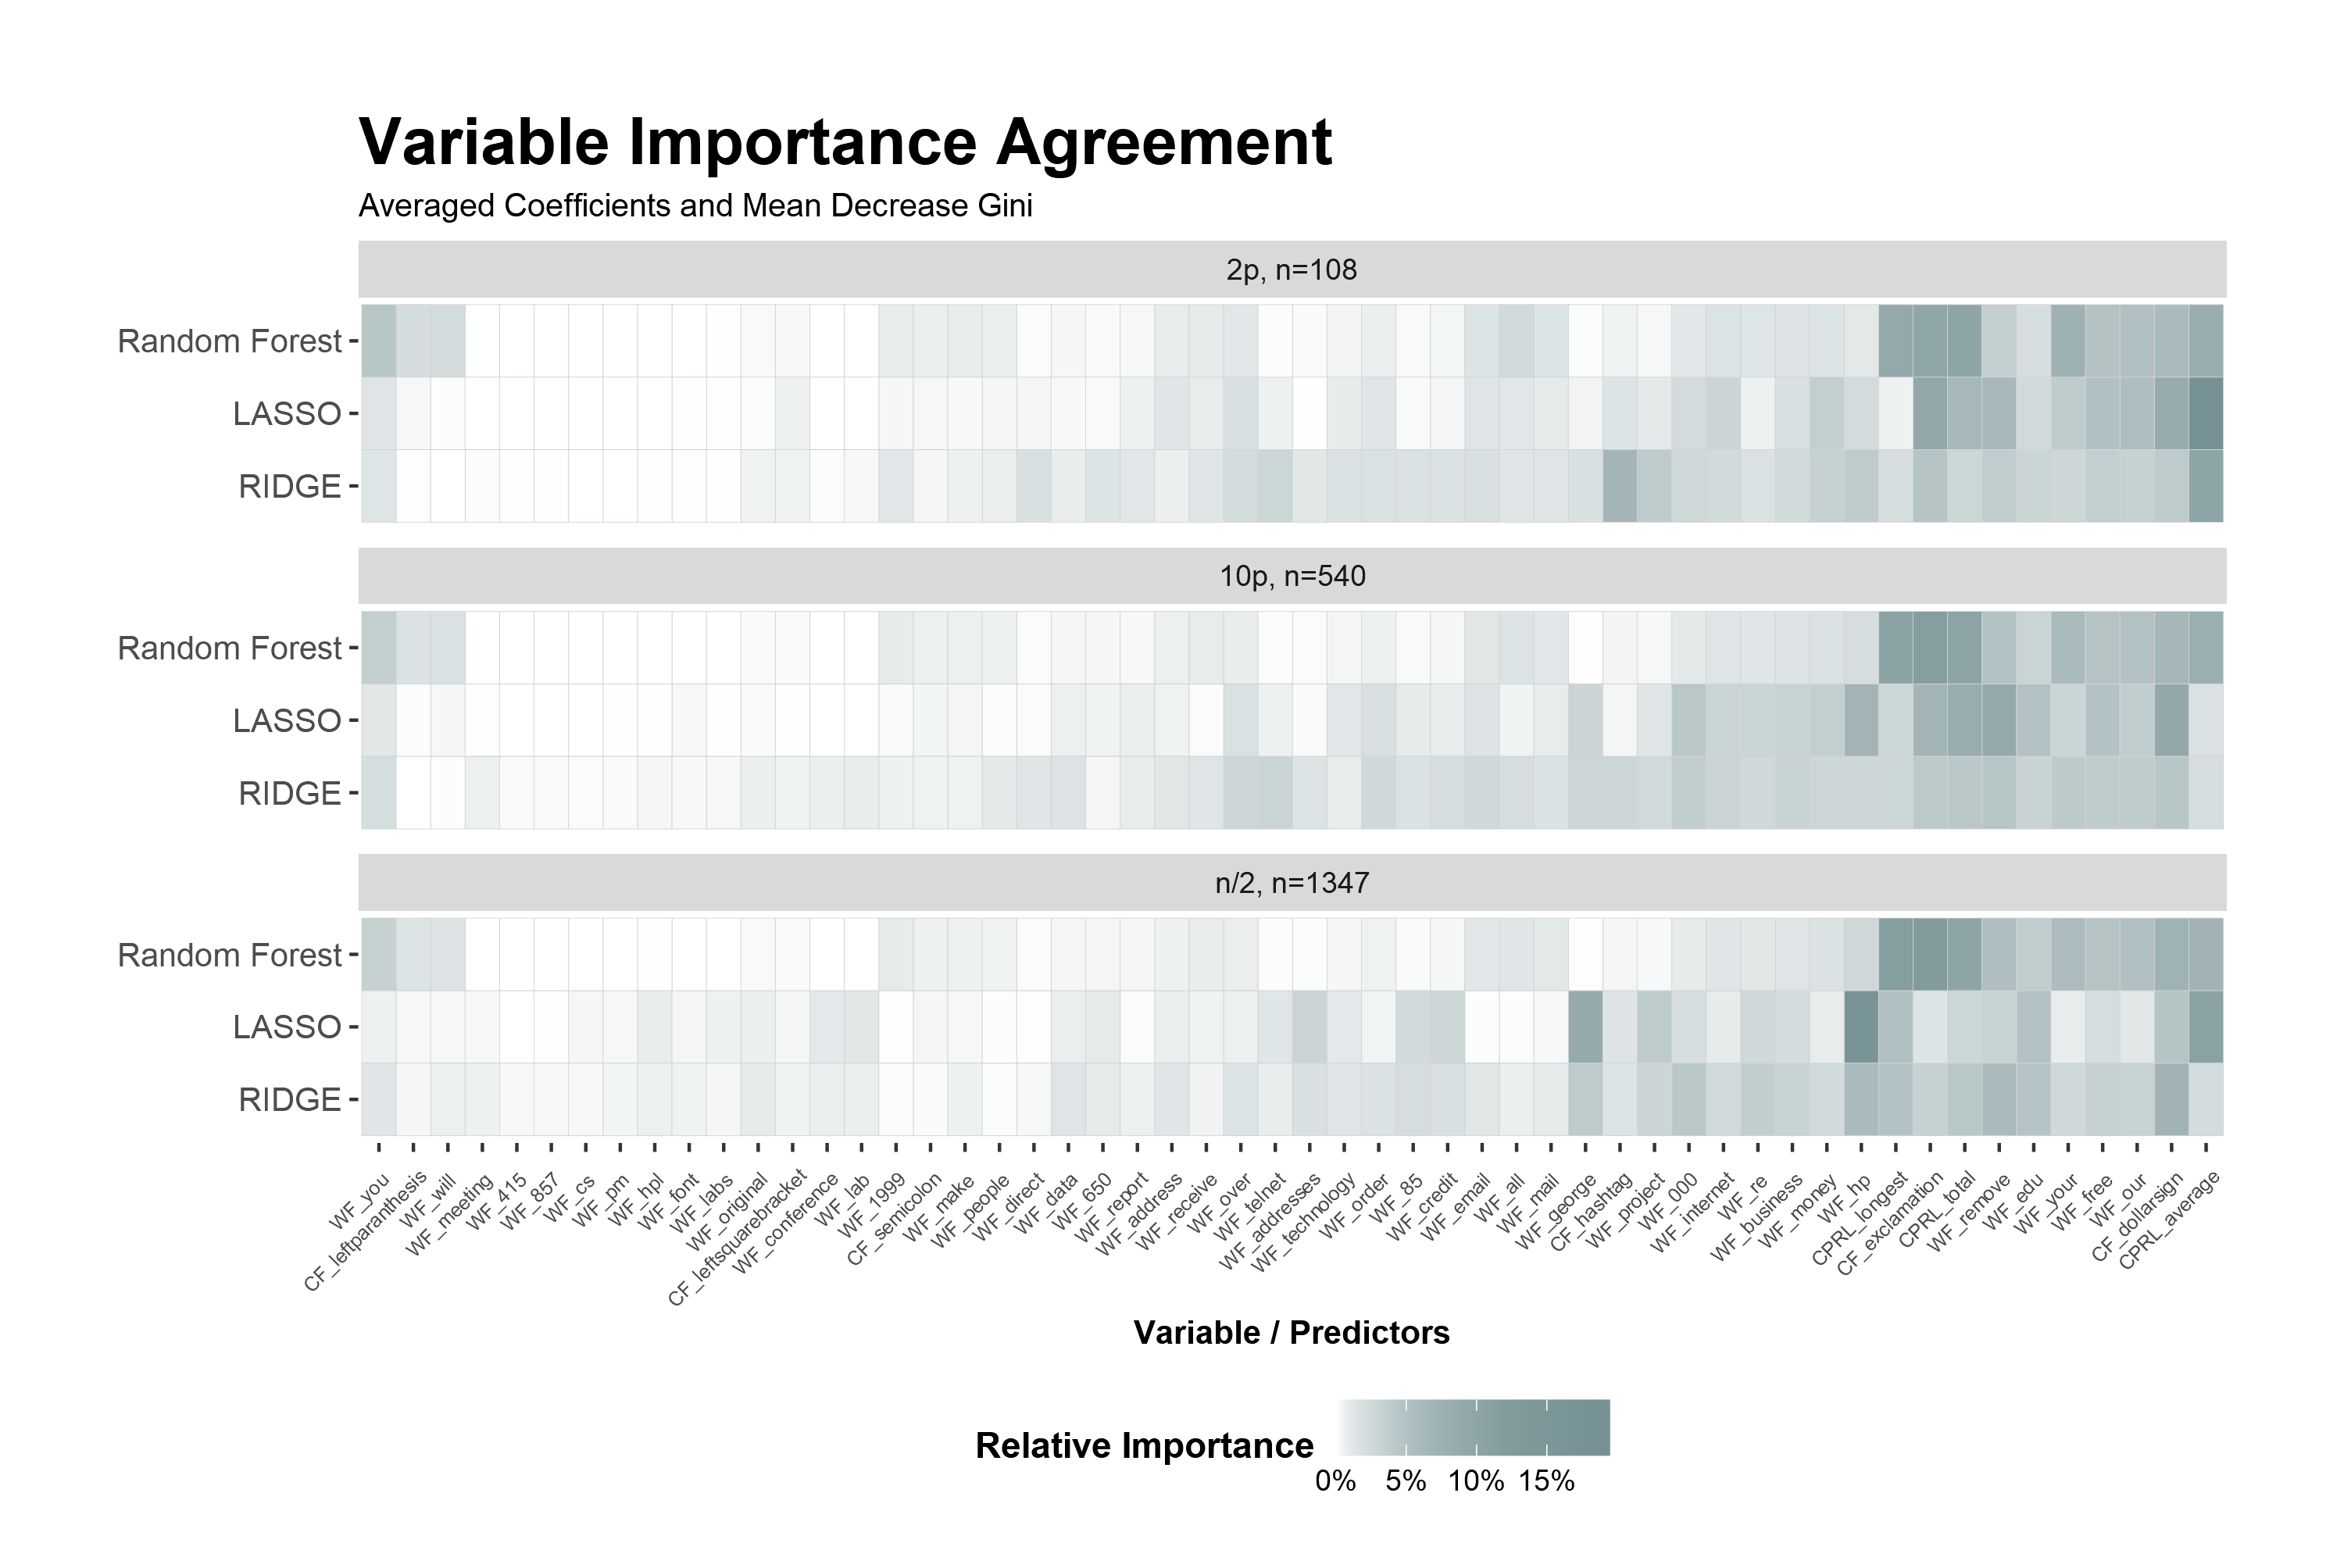 Variable Importance Agreement
Averaged Coefficients and Mean Decrease Gini
2p, n=108
Random Forest
LASSO
RIDGE
10p, n=540
Random Forest
LASSO
RIDGE
n/2, n=1347
Random Forest
LASSO
RIDGE
WF_you
CF_leftparanthesis
WF_will
WF_meeting
WF_415
WF_857
WF_cs
WF_pm
WF_hpl
WF_font
WF_labs
WF_original
CF_leftsquarebracket
WF_conference
WF_lab
WF_1999
CF_semicolon
WF_make
WF_people
WF_direct
WF_data
WF_650
WF_report
WF_address
WF_receive
WF_over
WF_telnet
WF_addresses
WF_technology
WF_order
WF_85
WF_credit
WF_email
WF_all
WF_mail
WF_george
CF_hashtag
WF_project
WF_000
WF_internet
WF_re
WF_business
WF_money
WF_hp
CPRL_longest
CF_exclamation
CPRL_total
WF_remove
WF_edu
WF_your
WF_free
WF_our
CF_dollarsign
CPRL_average
Variable / Predictors
Relative Importance
0% 5% 10% 15%